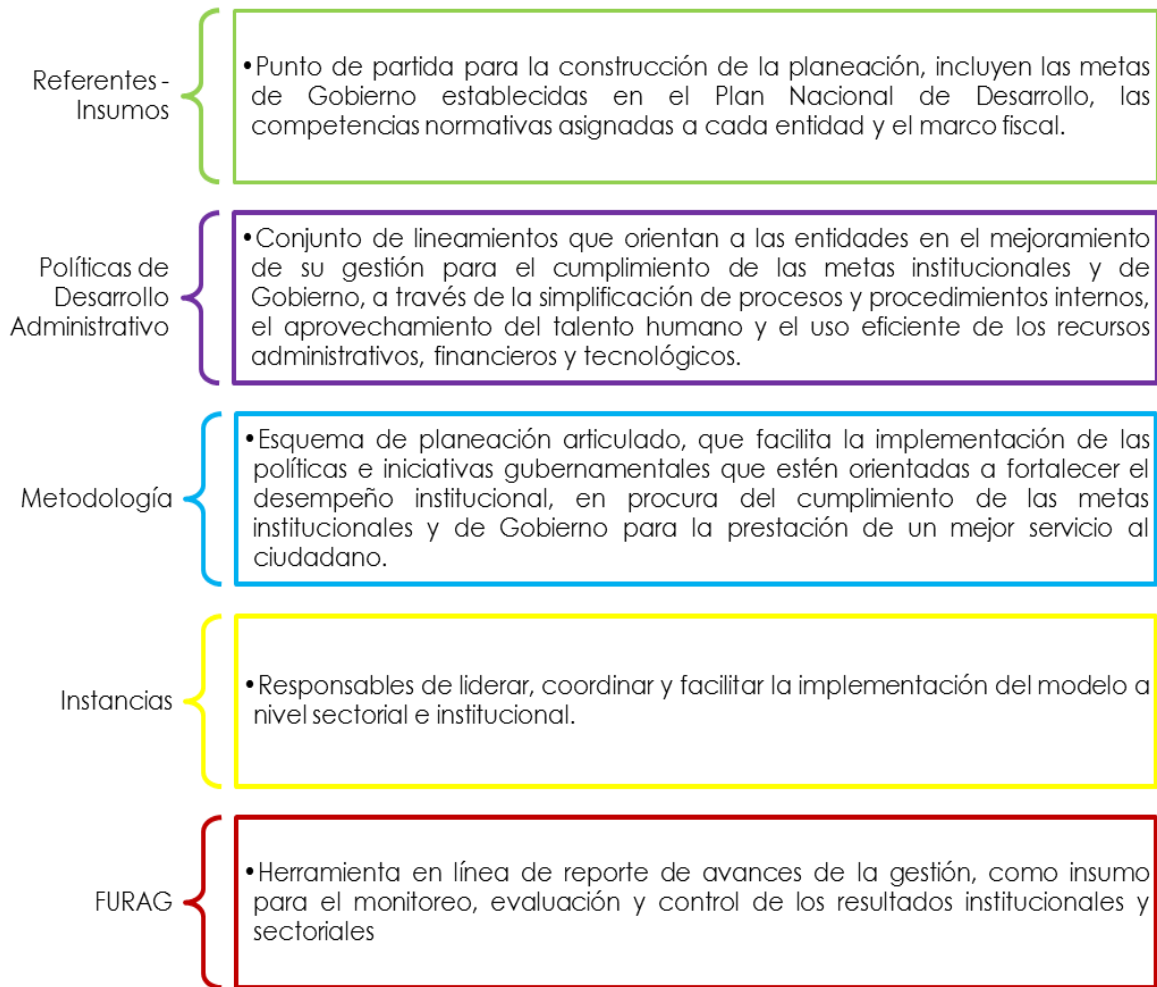 Referentes -
Insumos
•Punto de partida para la construcción de la planeación, incluyen las metas
de Gobierno establecidas en el Plan Nacional de Desarrollo, las
competencias normativas asignadas a cada entidad y el marco fiscal.
Políticas de
Desarrollo
Administrativo
•Conjunto de lineamientos que orientan a las entidades en el mejoramiento
de su gestión para el cumplimiento de las metas institucionales y de
Gobierno, a través de la simplificación de procesos y procedimientos internos,
el aprovechamiento del talento humano y el uso eficiente de los recursos
administrativos, financieros y tecnológicos.
Metodología
•Esquema de planeación articulado, que facilita la implementación de las
políticas e iniciativas gubernamentales que estén orientadas a fortalecer el
desempeño institucional, en procura del cumplimiento de las metas
institucionales y de Gobierno para la prestación de un mejor servicio al
ciudadano.
Instancias
•Responsables de liderar, coordinar y facilitar la implementación del modelo a
nivel sectorial e institucional.
FURAG
•Herramienta en línea de reporte de avances de la gestión, como insumo
para el monitoreo, evaluación y control de los resultados institucionales y
sectoriales